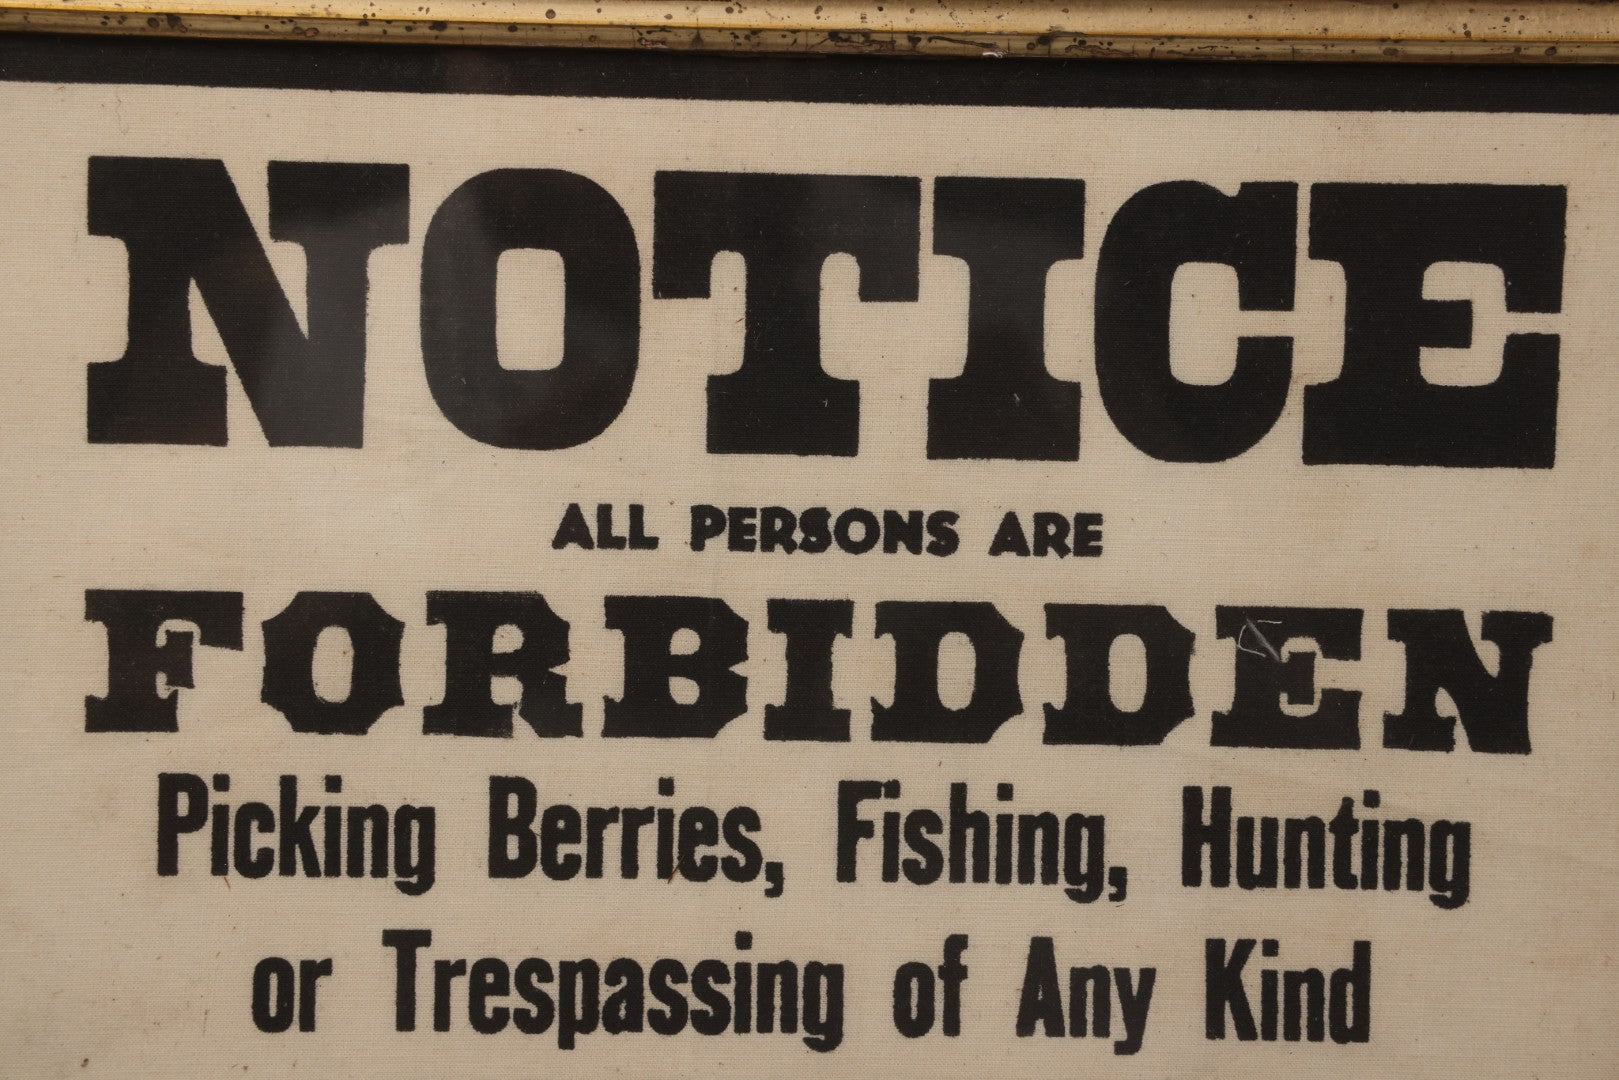 NOTICE
ALL PERSONS ARE
FORBIDDEN
Picking Berries, Fishing, Hunting
or Trespassing of Any Kind